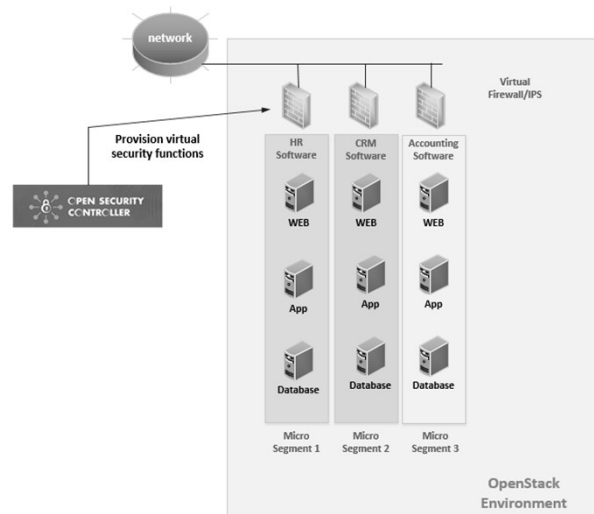 network
Virtual
Firewall/IPS
Provision virtual
security functions
OPEN SECURITY
CONTROLLER
HR
Software
CRM
Software
Accounting
Software
WEB
WEB
WEB
App
App
App
Database
Database
Database
Micro
Segment 1
Micro
Segment 2
Micro
Segment 3
OpenStack
Environment